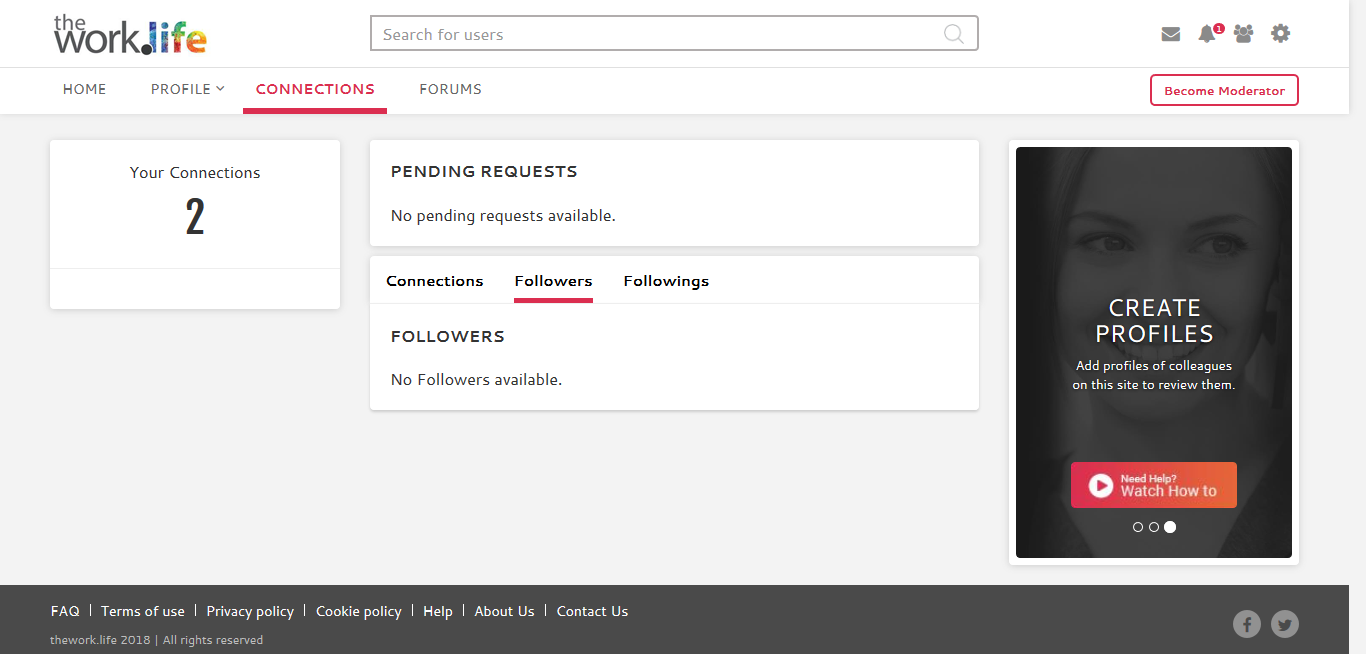 the
work.life
Search for users
1
HOME PROFILE CONNECTIONS FORUMS
Become Moderator
Your Connections
2
PENDING REQUESTS
No pending requests available.
Connections Followers Followings
FOLLOWERS
No Followers available.
CREATE
PROFILES
Add profiles of colleagues
on this site to review them.
Need Help?
Watch How to
FAQ | Terms of use | Privacy policy | Cookie policy | Help | About Us | Contact Us
thework.life 2018 | All rights reserved